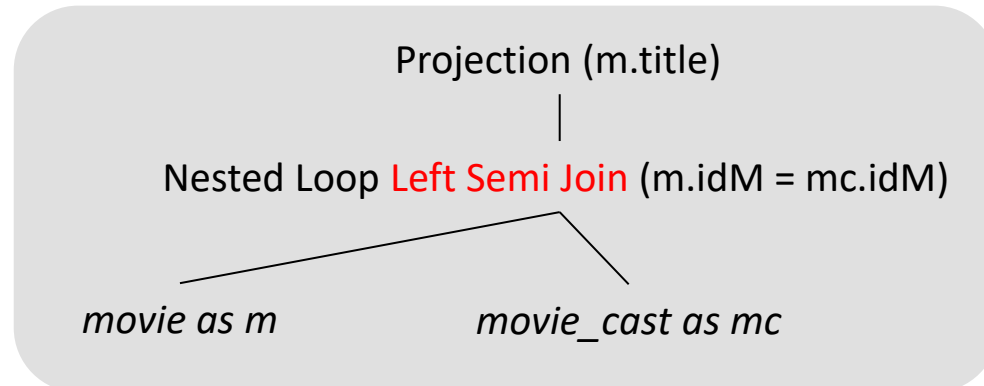 Projection (m.title)
Nested Loop Left Semi Join (m.idM = mc.idM)
movie as m
movie_cast as mc